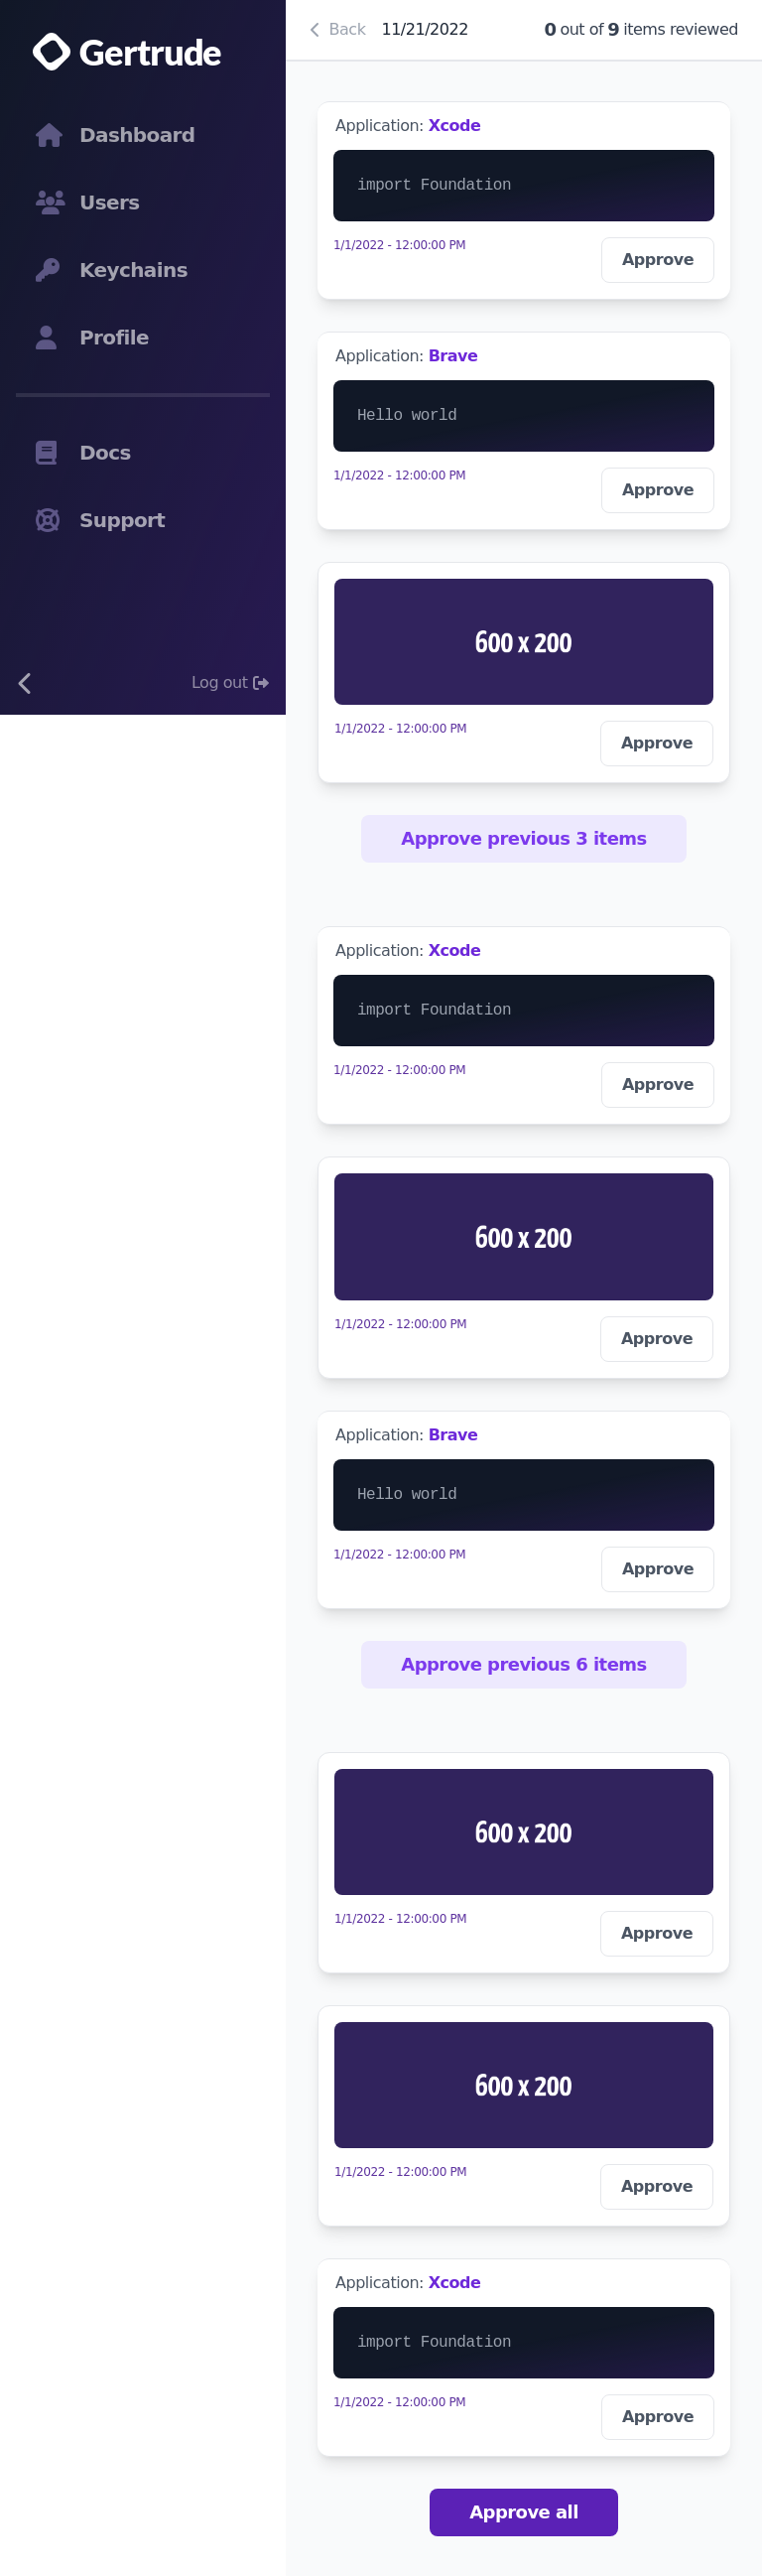 Gertrude
Dashboard
Users
Keychains
Profile
Docs
Support
Log out
Back 11/21/2022 0 out of 9 items reviewed
Application: Xcode
import Foundation
1/1/2022 - 12:00:00 PM
Approve
Application: Brave
Hello world
1/1/2022 - 12:00:00 PM
Approve
600 x 200
1/1/2022 - 12:00:00 PM
Approve
Approve previous 3 items
Application: Xcode
import Foundation
1/1/2022 - 12:00:00 PM
Approve
600 x 200
1/1/2022 - 12:00:00 PM
Approve
Application: Brave
Hello world
1/1/2022 - 12:00:00 PM
Approve
Approve previous 6 items
600 x 200
1/1/2022 - 12:00:00 PM
Approve
600 x 200
1/1/2022 - 12:00:00 PM
Approve
Application: Xcode
import Foundation
1/1/2022 - 12:00:00 PM
Approve
Approve all